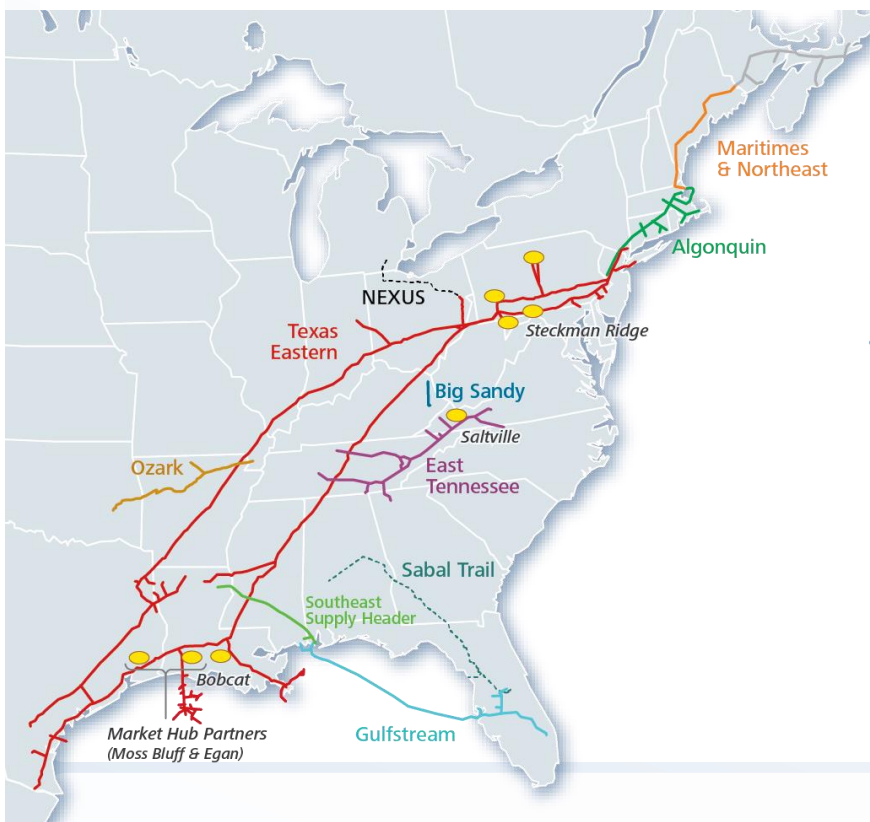 Maritimes
& Northeast
Algonquin
NEXUS
Texas
Eastern
Steckman Ridge
Big Sandy
Saltville
Ozark
East
Tennessee
Sabal Trail
Southeast
Supply Header
Bobcat
Gulfstream
Market Hub Partners
(Moss Bluff & Egan)